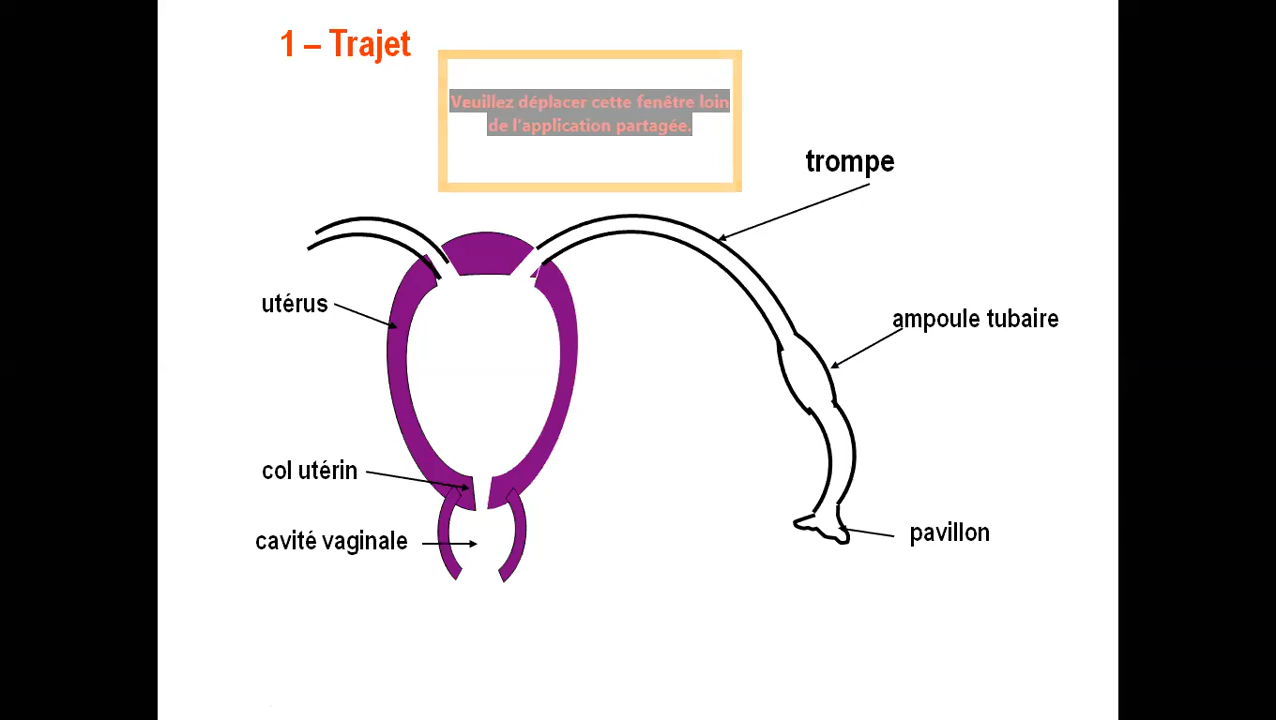 1 – Trajet
Veuillez déplacer cette fenêtre loin
de l'application partagée.
trompe
utérus
ampoule tubaire
col utérin
cavité vaginale
pavillon